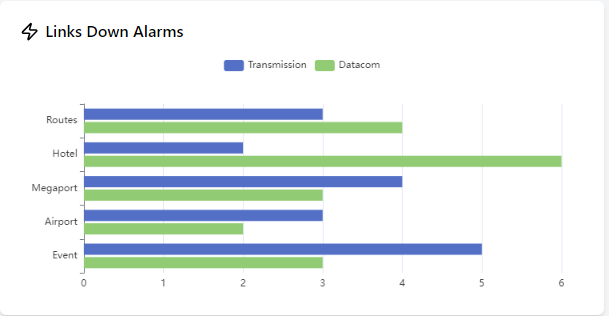 Links Down Alarms
Transmission Datacom
Routes
Hotel
Megaport
Airport
Event
0 1 2 3 4 5 6